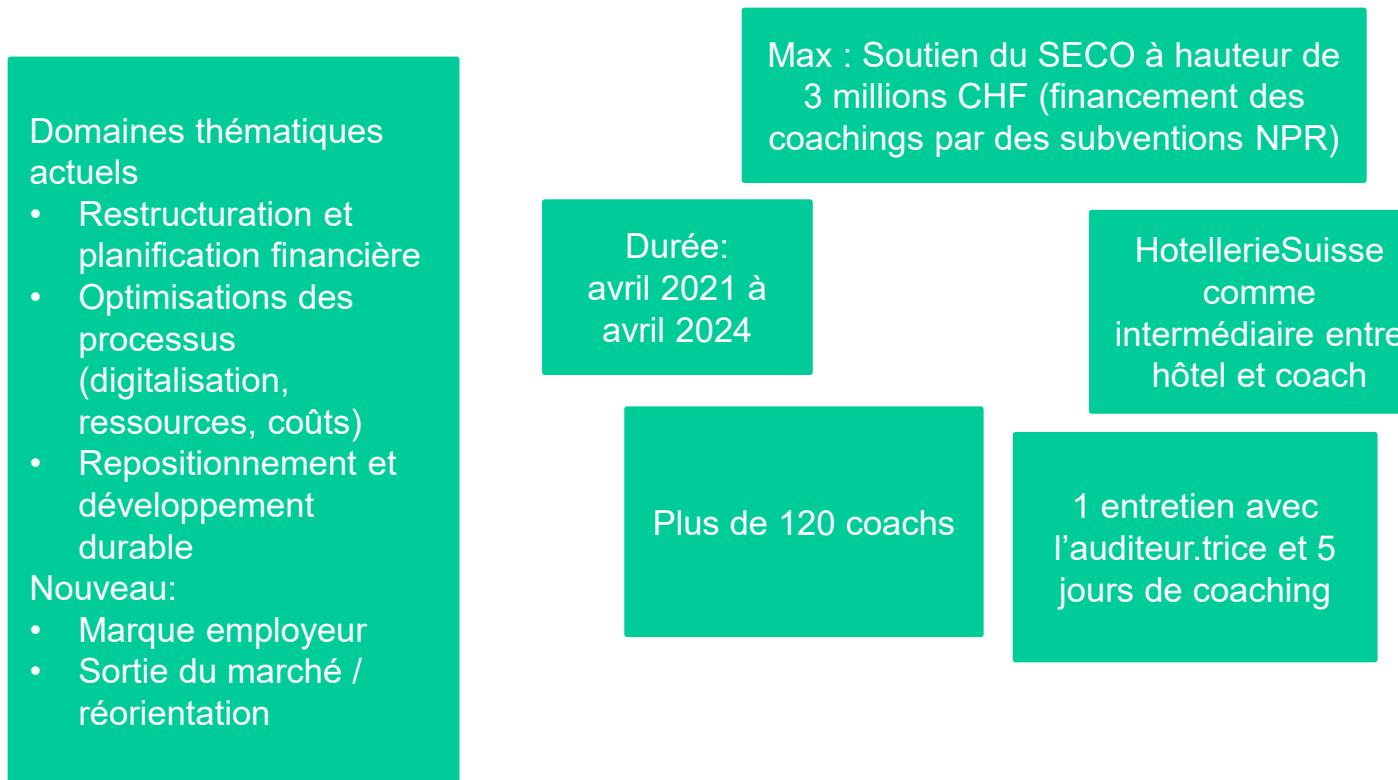 Domaines thématiques
actuels
• Restructuration et
planification financière
• Optimisations des
processus
(digitalisation,
ressources, coûts)
• Repositionnement et
développement
durable
Nouveau:
• Marque employeur
• Sortie du marché /
réorientation
Max : Soutien du SECO à hauteur de
3 millions CHF (financement des
coachings par des subventions NPR)
Durée:
avril 2021 à
avril 2024
HotellerieSuisse
comme
intermédiaire entre
hôtel et coach
Plus de 120 coachs
1 entretien avec
l’auditeur.trice et 5
jours de coaching